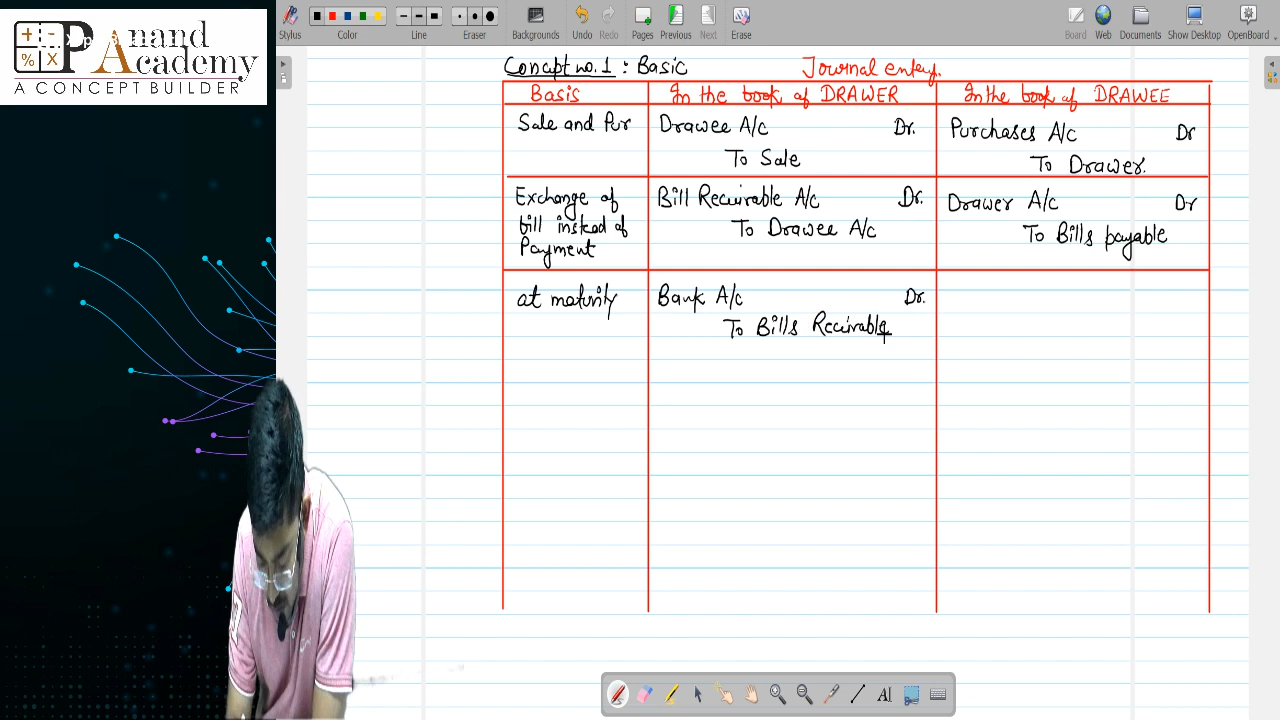 P Anand Academy
A CONCEPT BUILDER
Stylus
Color
Line
Eraser
Backgrounds
Undo
Redo
Pages
Previous
Next
Erase
Board
Web
Documents
Show Desktop
OpenBoard
Concept no. 1 : Basic
Journal entry.
Basis
In the book of DRAWER
In the book of DRAWEE
Sale and Pur
Drawee A/c Dr.
To Sale
Purchases A/c Dr
To Drawer.
Exchange of
bill instead of
Payment
Bill Receivable A/c Dr.
To Drawee A/c
Drawer A/c Dr
To Bills payable
at maturity
Bank A/c Dr.
To Bills Receivable